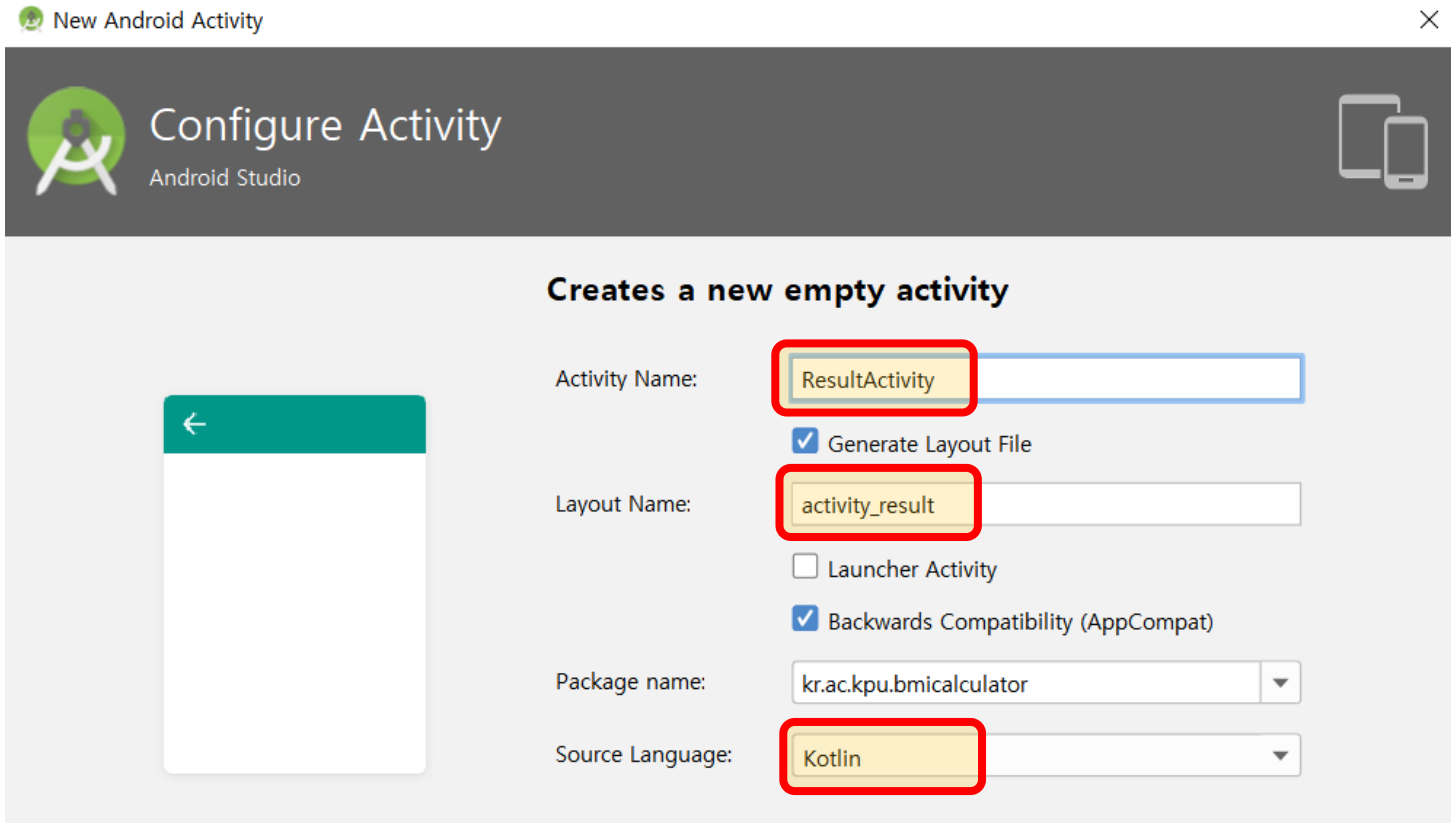 New Android Activity
Configure Activity
Android Studio
Creates a new empty activity
Activity Name: ResultActivity
Generate Layout File
Layout Name: activity_result
Launcher Activity
Backwards Compatibility (AppCompat)
Package name: kr.ac.kpu.bmicalculator
Source Language: Kotlin